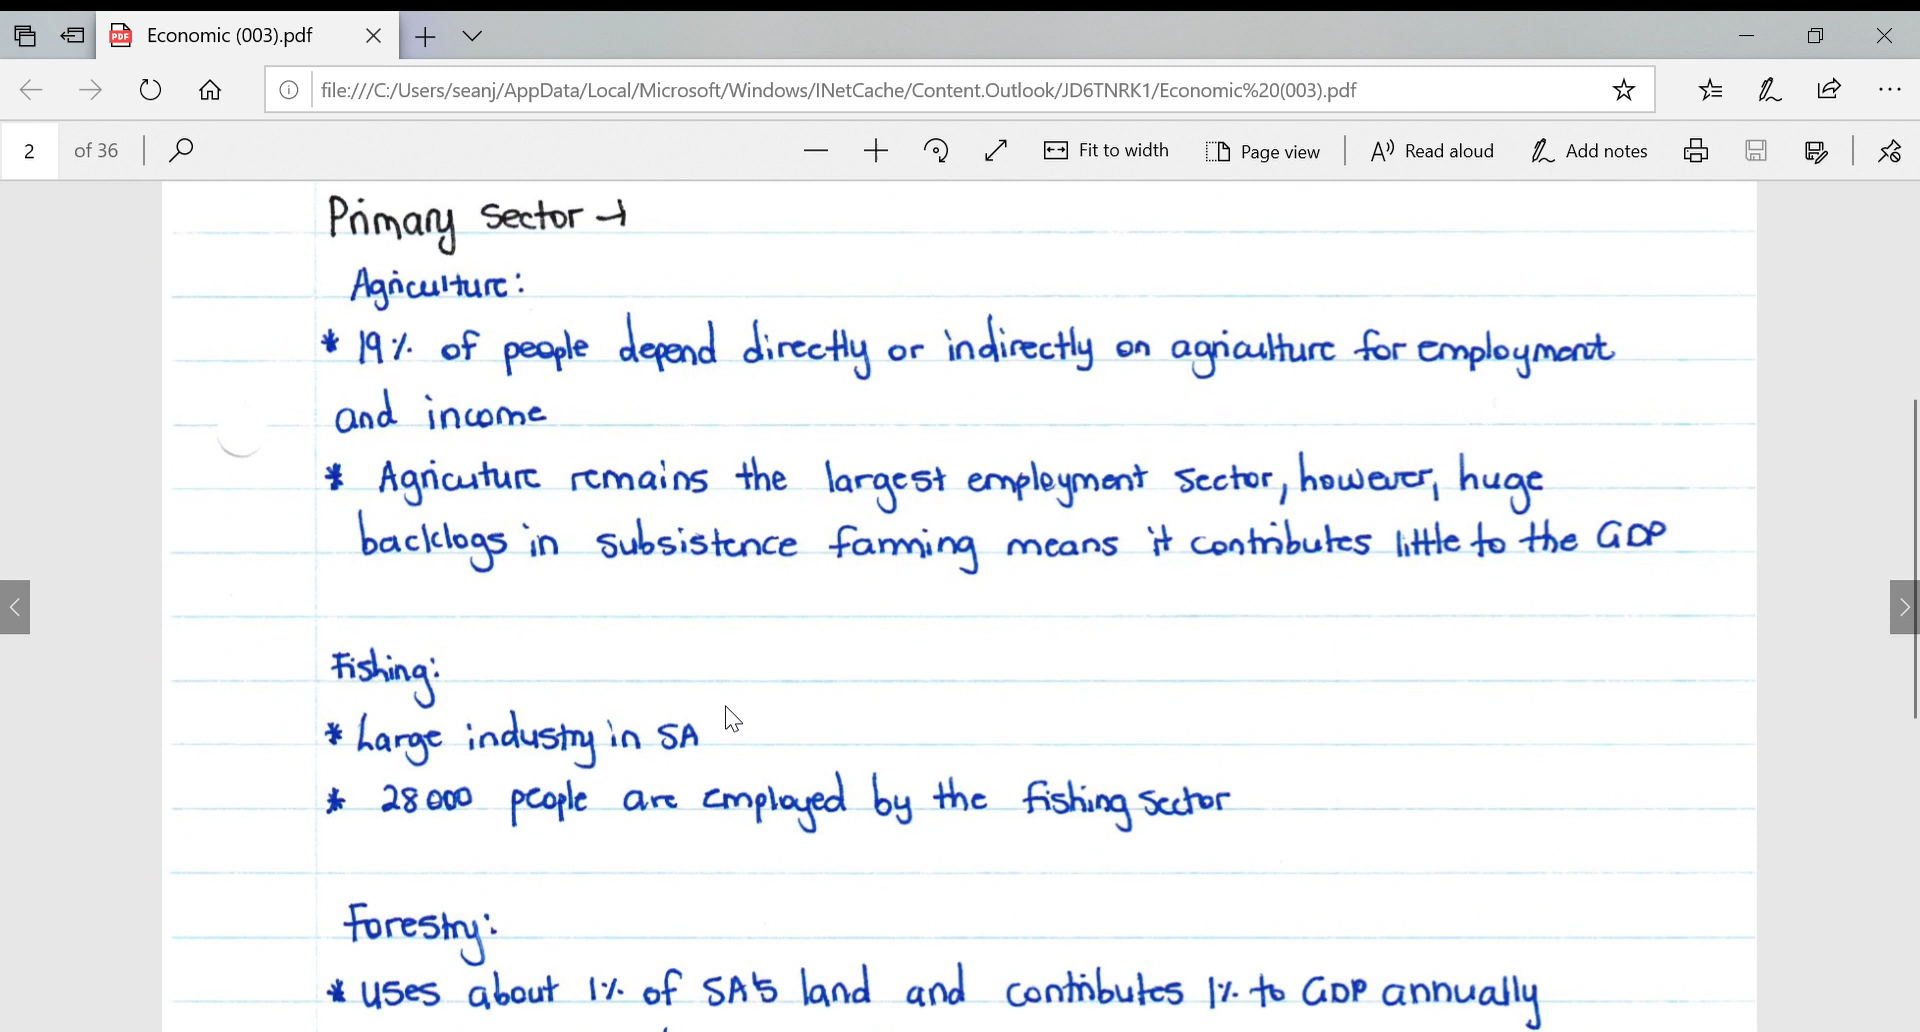 Economic (003).pdf
file:///C:/Users/seanj/AppData/Local/Microsoft/Windows/INetCache/Content.Outlook/JD6TNRK1/Economic%20(003).pdf
2 of 36 Fit to width Page view Read aloud Add notes
Primary Sector →
Agriculture:
* 19% of people depend directly or indirectly on agriculture for employment
and income
* Agricuture remains the largest employment sector, however, huge
backlogs in subsistence farming means it contributes little to the GDP
Fishing:
* Large industry in SA
* 28 000 people are employed by the fishing sector
Forestry:
* uses about 1% of SA's land and contributes 1% to GDP annually